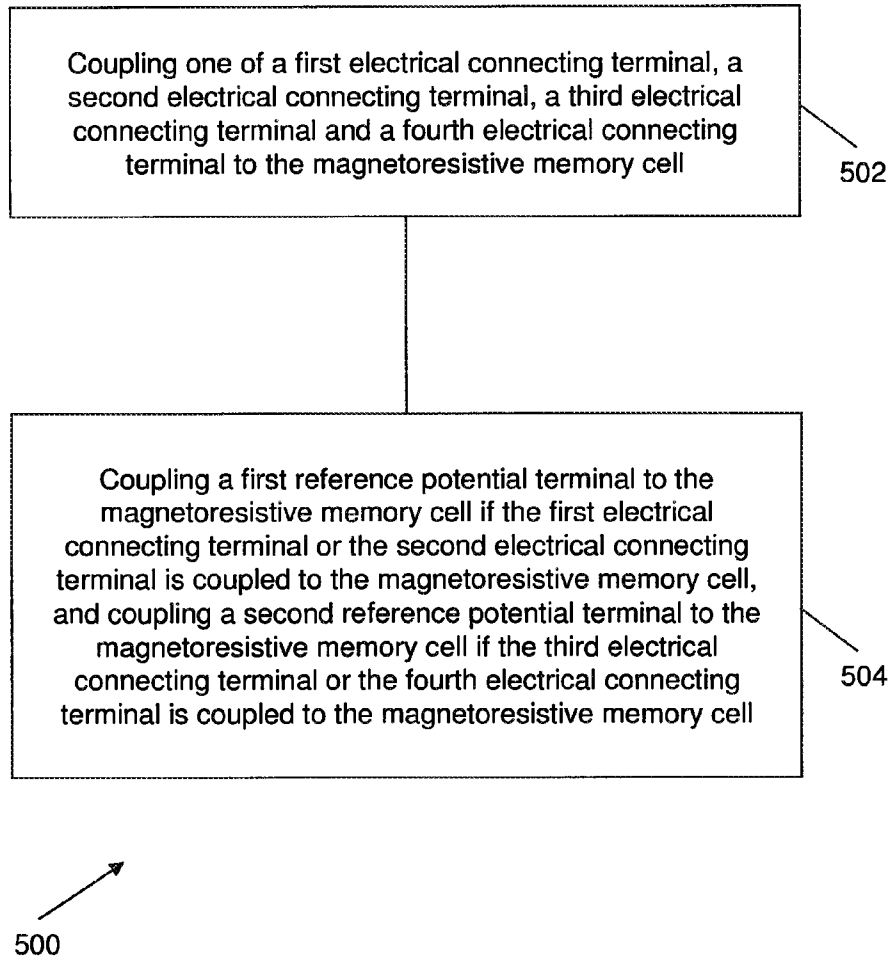 Coupling one of a first electrical connecting terminal, a
second electrical connecting terminal, a third electrical
connecting terminal and a fourth electrical connecting
terminal to the magnetoresistive memory cell
502
Coupling a first reference potential terminal to the
magnetoresistive memory cell if the first electrical
connecting terminal or the second electrical connecting
terminal is coupled to the magnetoresistive memory cell,
and coupling a second reference potential terminal to the
magnetoresistive memory cell if the third electrical
connecting terminal or the fourth electrical connecting
terminal is coupled to the magnetoresistive memory cell
504
500